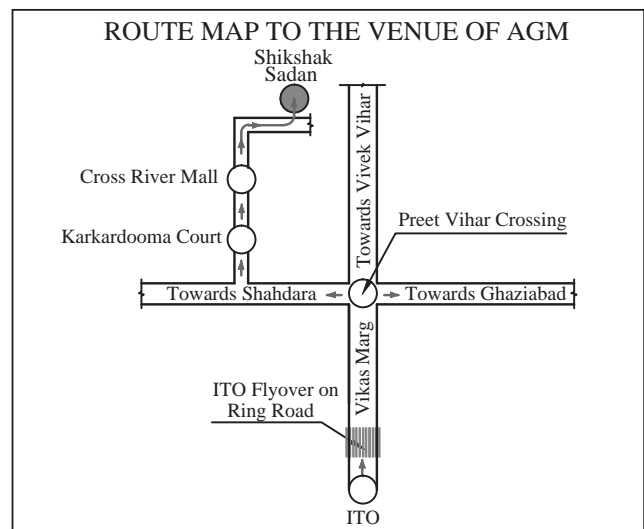 ROUTE MAP TO THE VENUE OF AGM
Shikshak
Sadan
Towards Vivek Vihar
Cross River Mall
Preet Vihar Crossing
Karkardooma Court
Towards Shahdara
Towards Ghaziabad
Vikas Marg
ITO Flyover on
Ring Road
ITO